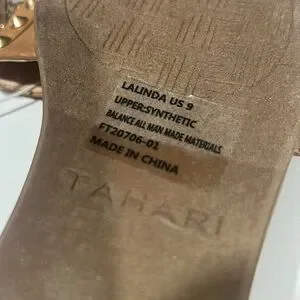 LALINDA US 9
UPPER:SYNTHETIC
BALANCE ALL MAN MADE MATERIALS
FT20706-01
MADE IN CHINA
TAHARI